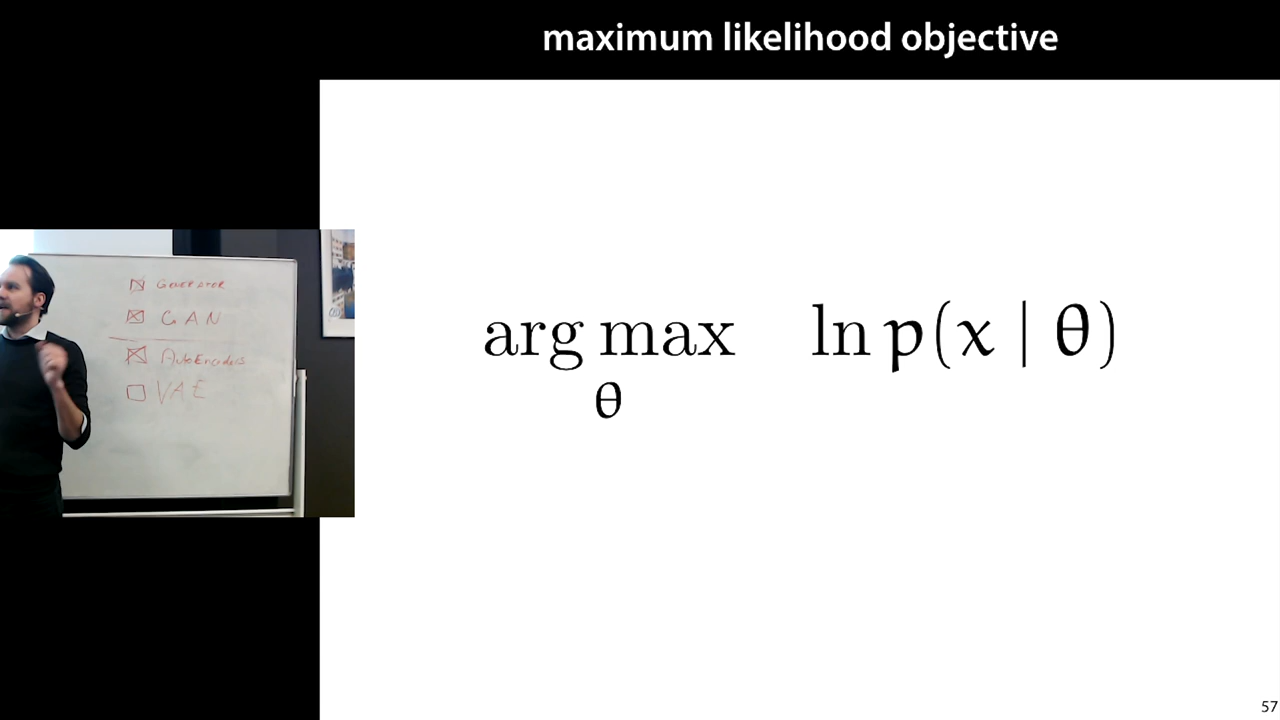 maximum likelihood objective
GENERATOR
GAN
AutoEncoders
VAE
arg max ln p(x | θ)
θ
57